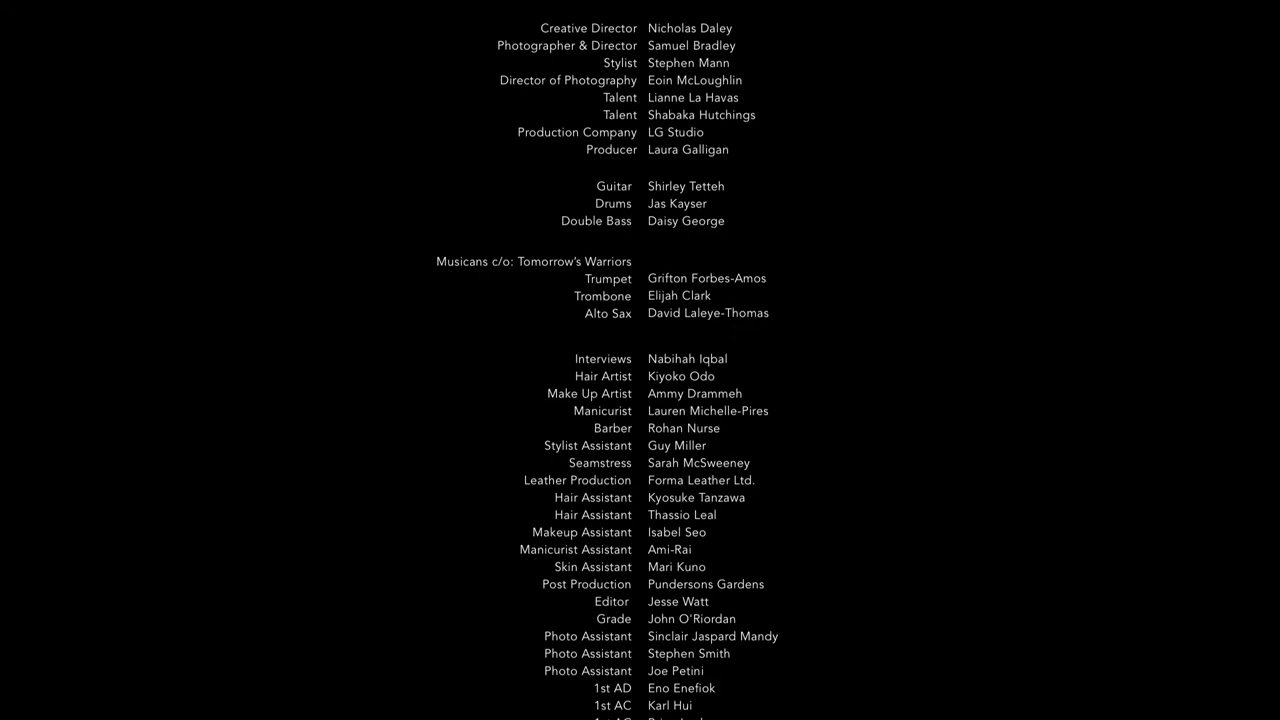 Creative Director Nicholas Daley
Photographer & Director Samuel Bradley
Stylist Stephen Mann
Director of Photography Eoin McLoughlin
Talent Lianne La Havas
Talent Shabaka Hutchings
Production Company LG Studio
Producer Laura Galligan
Guitar Shirley Tetteh
Drums Jas Kayser
Double Bass Daisy George
Musicans c/o: Tomorrow's Warriors
Trumpet Grifton Forbes-Amos
Trombone Elijah Clark
Alto Sax David Laleye-Thomas
Interviews Nabihah Iqbal
Hair Artist Kiyoko Odo
Make Up Artist Ammy Drammeh
Manicurist Lauren Michelle-Pires
Barber Rohan Nurse
Stylist Assistant Guy Miller
Seamstress Sarah McSweeney
Leather Production Forma Leather Ltd.
Hair Assistant Kyosuke Tanzawa
Hair Assistant Thassio Leal
Makeup Assistant Isabel Seo
Manicurist Assistant Ami-Rai
Skin Assistant Mari Kuno
Post Production Pundersons Gardens
Editor Jesse Watt
Grade John O'Riordan
Photo Assistant Sinclair Jaspard Mandy
Photo Assistant Stephen Smith
Photo Assistant Joe Petini
1st AD Eno Enefiok
1st AC Karl Hui